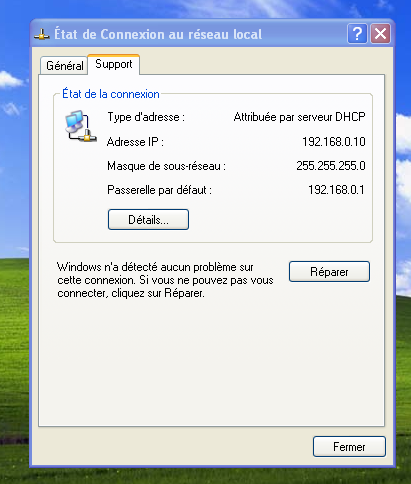 État de Connexion au réseau local
Général
Support
État de la connexion
Type d'adresse : Attribuée par serveur DHCP
Adresse IP : 192.168.0.10
Masque de sous-réseau : 255.255.255.0
Passerelle par défaut : 192.168.0.1
Détails...
Windows n'a détecté aucun problème sur
cette connexion. Si vous ne pouvez pas vous
connecter, cliquez sur Réparer.
Réparer
Fermer